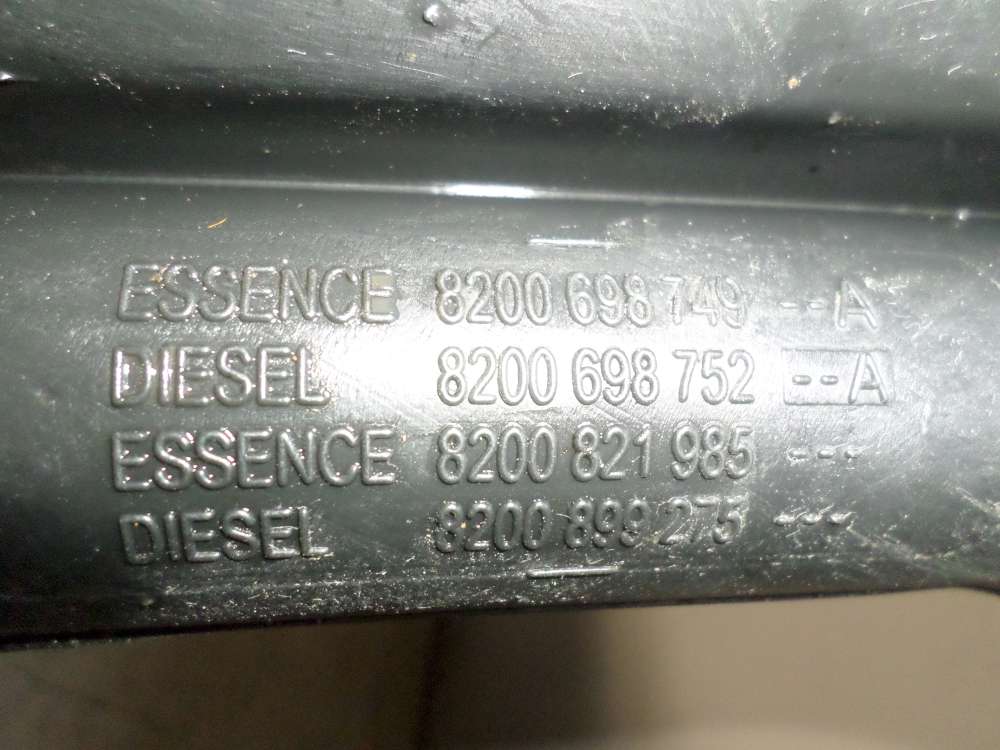 ESSENCE 8200 698 749 --A
DIESEL 8200 698 752 --A
ESSENCE 8200 821 985 ---
DIESEL 8200 899 275 ---